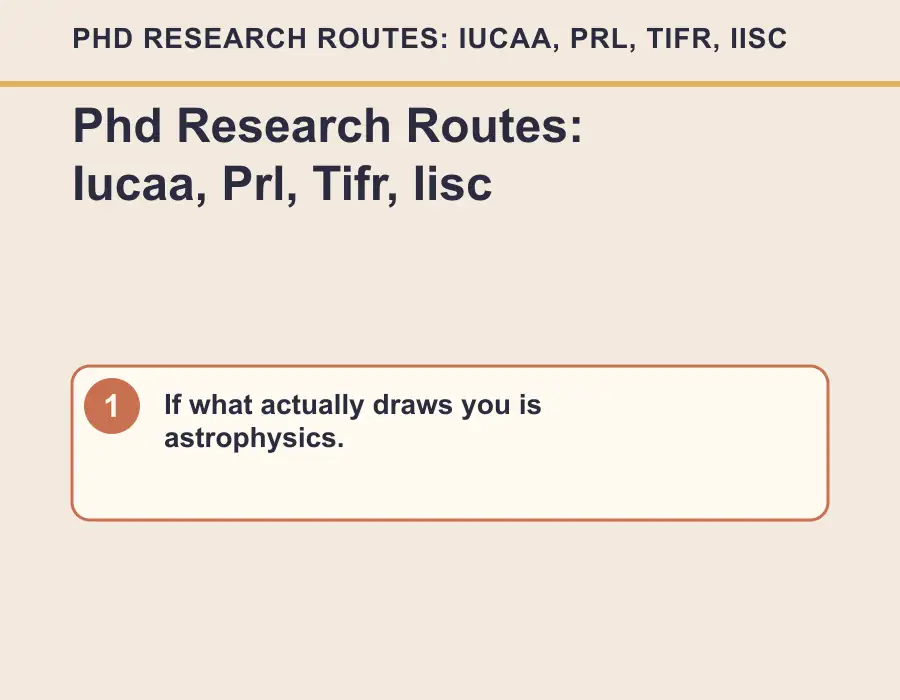 PHD RESEARCH ROUTES: IUCAA, PRL, TIFR, IISC
Phd Research Routes:
Iucaa, Prl, Tifr, Iisc
1
If what actually draws you is
astrophysics.